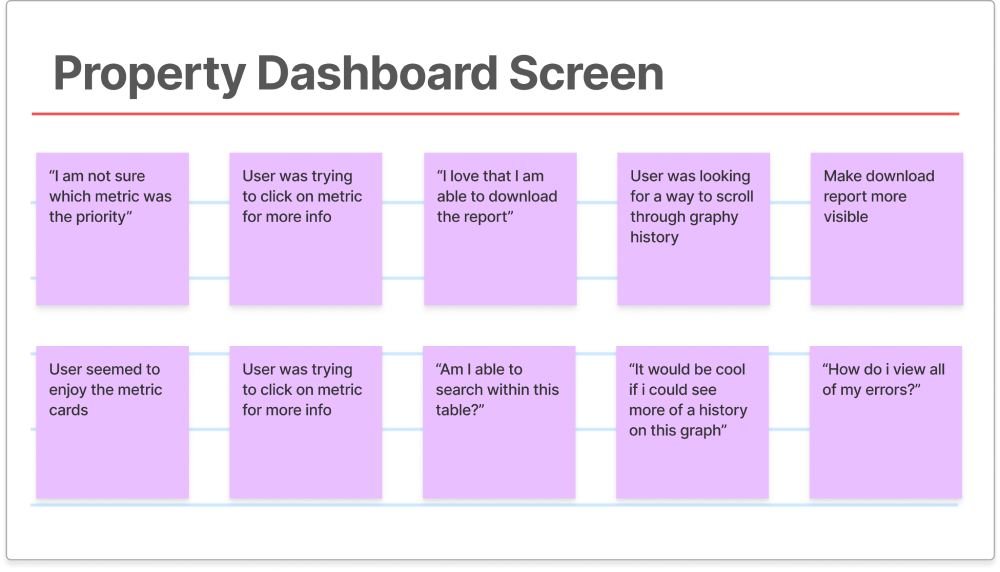 Property Dashboard Screen
“I am not sure
which metric was
the priority”
User was trying
to click on metric
for more info
“I love that I am
able to download
the report”
User was looking
for a way to scroll
through graphy
history
Make download
report more
visible
User seemed to
enjoy the metric
cards
User was trying
to click on metric
for more info
“Am I able to
search within this
table?”
“It would be cool
if i could see
more of a history
on this graph”
“How do i view all
of my errors?”